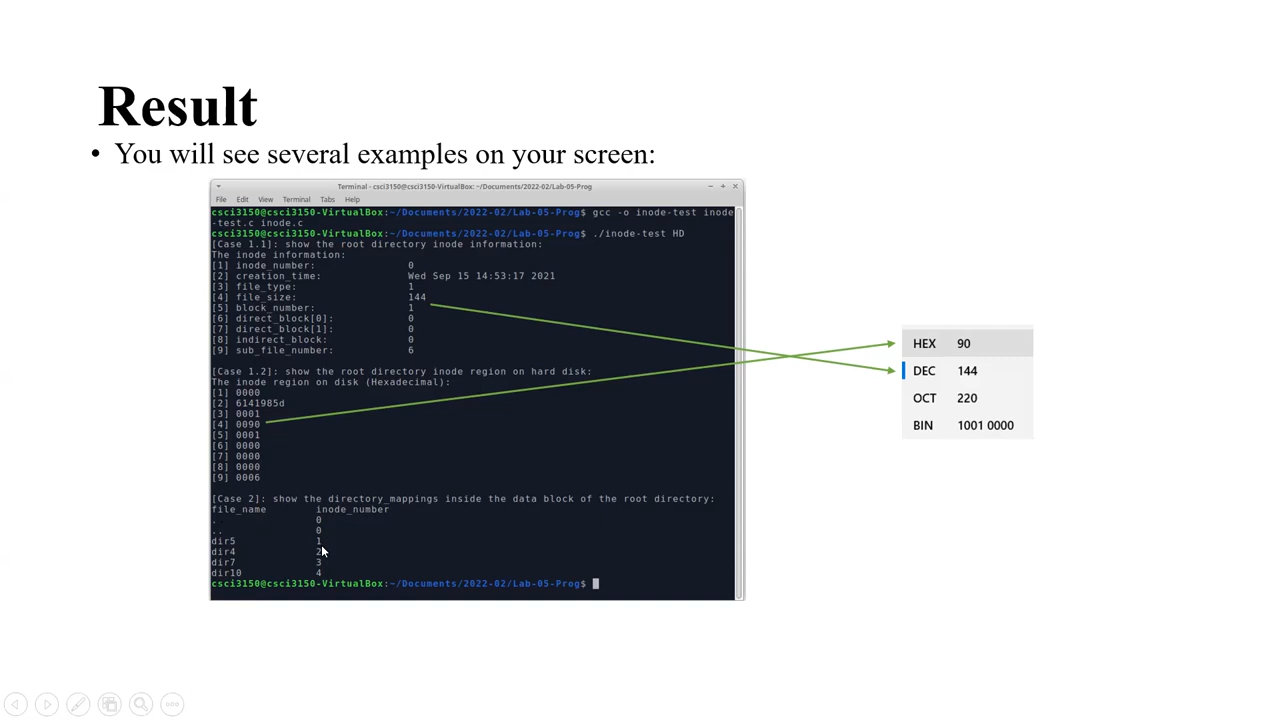 Result
• You will see several examples on your screen:
Terminal - csci3150@csci3150-VirtualBox: ~/Documents/2022-02/Lab-05-Prog
File Edit View Terminal Tabs Help
csci3150@csci3150-VirtualBox:~/Documents/2022-02/Lab-05-Prog$ gcc -o inode-test inode
-test.c inode.c
csci3150@csci3150-VirtualBox:~/Documents/2022-02/Lab-05-Prog$ ./inode-test HD
[Case 1.1]: show the root directory inode information:
The inode information:
[1] inode_number: 0
[2] creation_time: Wed Sep 15 14:53:17 2021
[3] file_type: 1
[4] file_size: 144
[5] block_number: 1
[6] direct_block[0]: 0
[7] direct_block[1]: 0
[8] indirect_block: 0
[9] sub_file_number: 6
[Case 1.2]: show the root directory inode region on hard disk:
The inode region on disk (Hexadecimal):
[1] 0000
[2] 6141985d
[3] 0001
[4] 0090
[5] 0001
[6] 0000
[7] 0000
[8] 0000
[9] 0006
[Case 2]: show the directory_mappings inside the data block of the root directory:
file_name inode_number
. 0
.. 0
dir5 1
dir4 2
dir7 3
dir10 4
csci3150@csci3150-VirtualBox:~/Documents/2022-02/Lab-05-Prog$
HEX 90
DEC 144
OCT 220
BIN 1001 0000